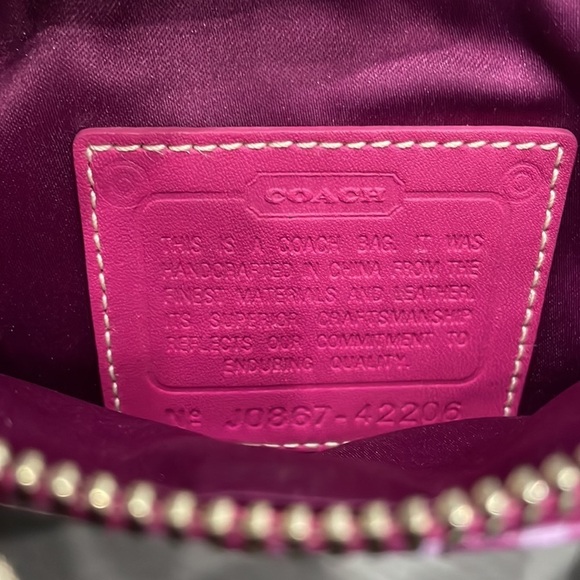 COACH
THIS IS A COACH BAG. IT WAS
HANDCRAFTED IN CHINA FROM THE
FINEST MATERIALS AND LEATHER.
ITS SUPERIOR CRAFTSMANSHIP
REFLECTS OUR COMMITMENT TO
ENDURING QUALITY.
Nº J0867-42206